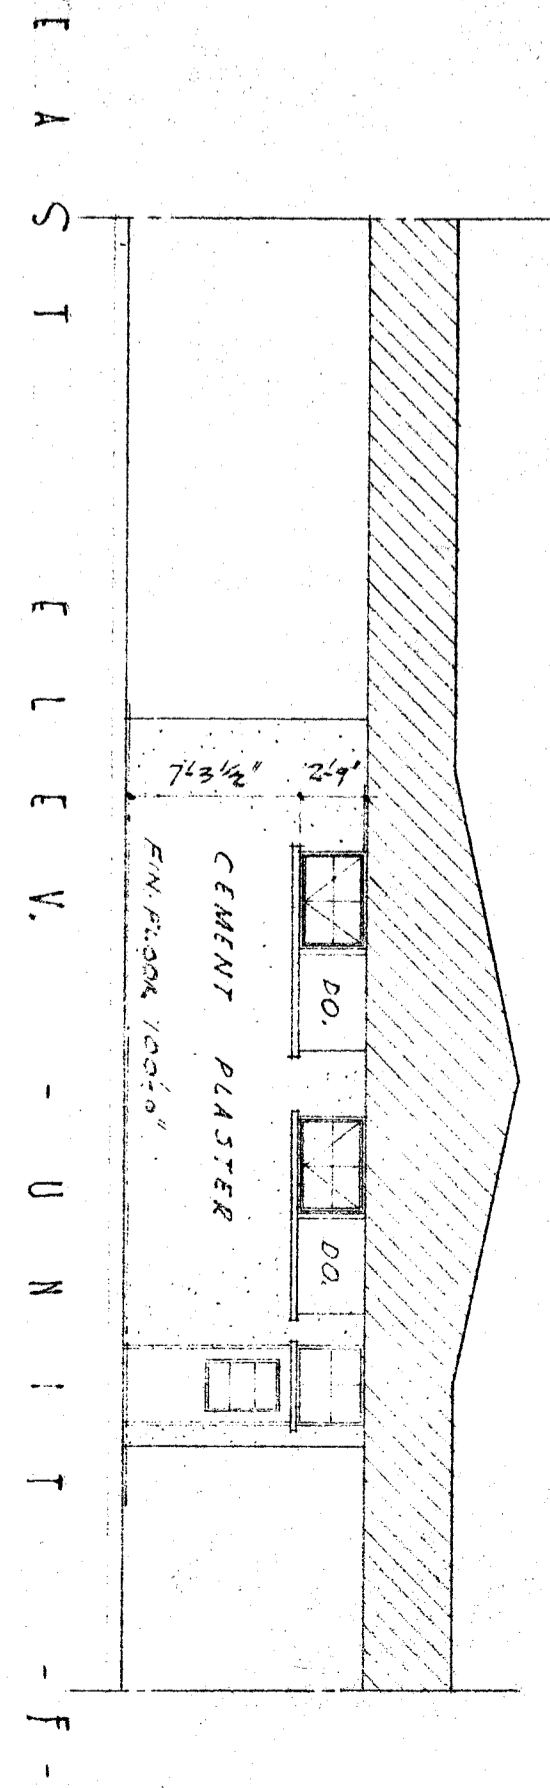 2'-9"
7'-3 1/2"
DO.
DO.
CEMENT PLASTER
FIN. FLOOR 100'-0"
EAST ELEV. - UNIT - F -